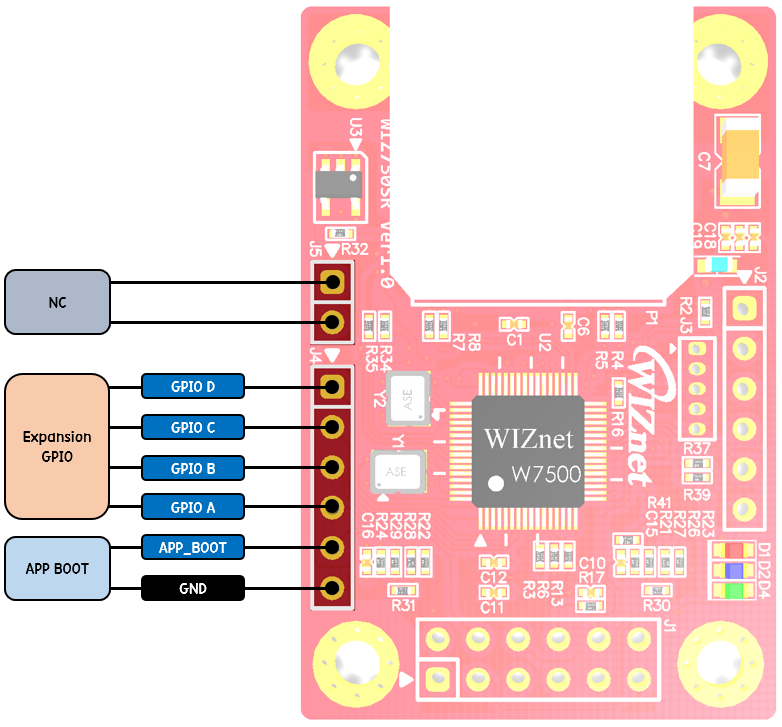 NC
Expansion
GPIO
GPIO D
GPIO C
GPIO B
GPIO A
APP BOOT
APP_BOOT
GND
U3
WIZ750SR Ver1.0
J5
R32
J4
C7
C19
C18
J2
R2
J3
P1
R35
R34
R7
R8
C1
U2
C6
R5
R4
Y2
ASE
Y1
ASE
WIZnet
W7500
R16
WIZnet
R37
R39
C16
R24
R29
R28
R22
R31
C12
C11
R3
R6
R13
C10
R17
R41
C15
R21
R27
R26
R23
R30
D1
D2
D4
J1